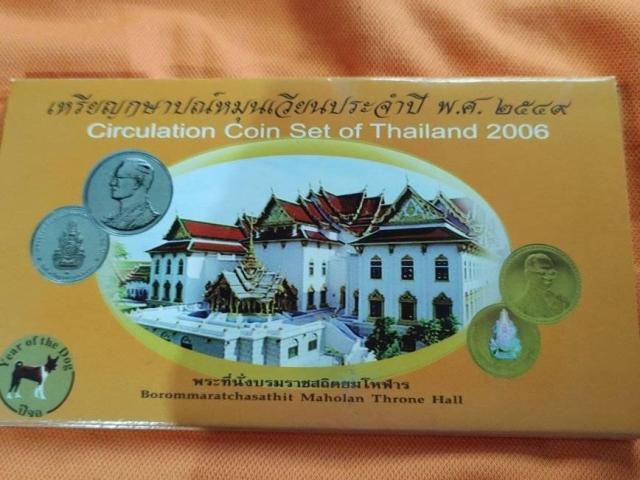 เหรียญกษาปณ์หมุนเวียนประจำปี พ.ศ. ๒๕๔๙
Circulation Coin Set of Thailand 2006
Year of the Dog
ปีจอ
พระที่นั่งบรมราชสถิตยมโหฬาร
Borommaratchasathit Maholan Throne Hall